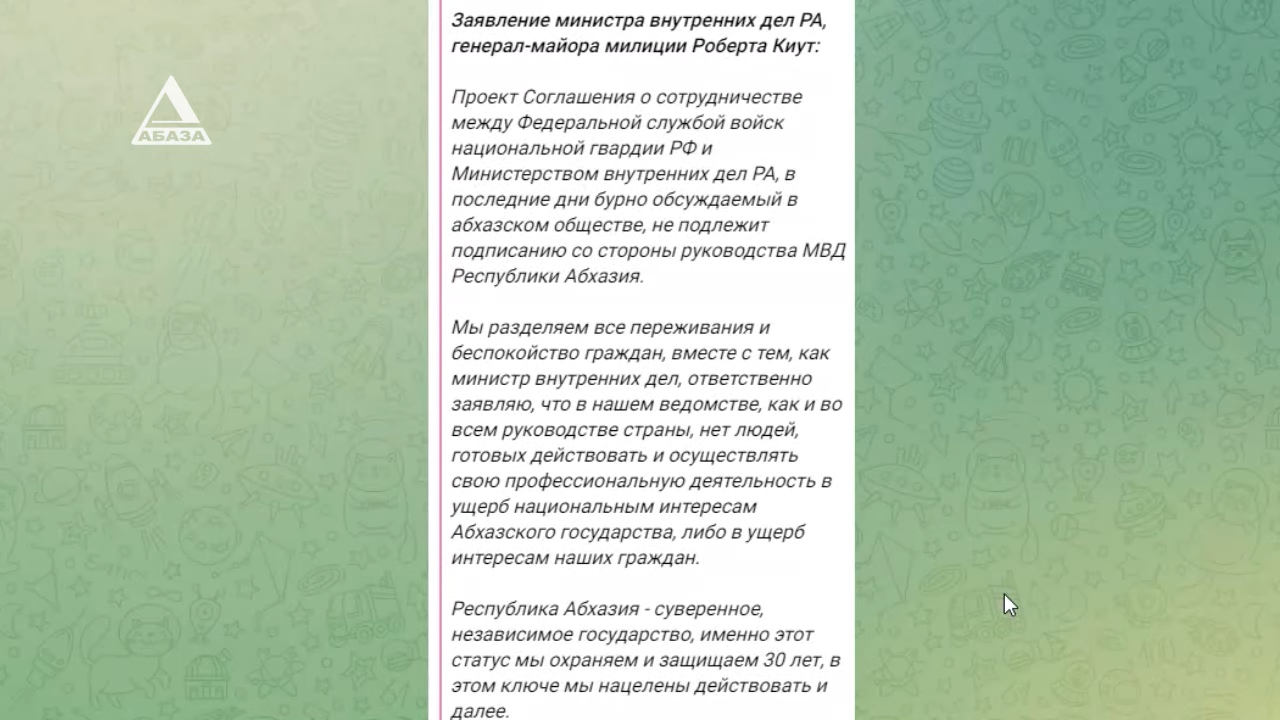 Заявление министра внутренних дел РА,
генерал-майора милиции Роберта Киут:
Проект Соглашения о сотрудничестве
между Федеральной службой войск
национальной гвардии РФ и
Министерством внутренних дел РА, в
последние дни бурно обсуждаемый в
абхазском обществе, не подлежит
подписанию со стороны руководства МВД
Республики Абхазия.
Мы разделяем все переживания и
беспокойство граждан, вместе с тем, как
министр внутренних дел, ответственно
заявляю, что в нашем ведомстве, как и во
всем руководстве страны, нет людей,
готовых действовать и осуществлять
свою профессиональную деятельность в
ущерб национальным интересам
Абхазского государства, либо в ущерб
интересам наших граждан.
Республика Абхазия - суверенное,
независимое государство, именно этот
статус мы охраняем и защищаем 30 лет, в
этом ключе мы нацелены действовать и
далее.
АБАЗА